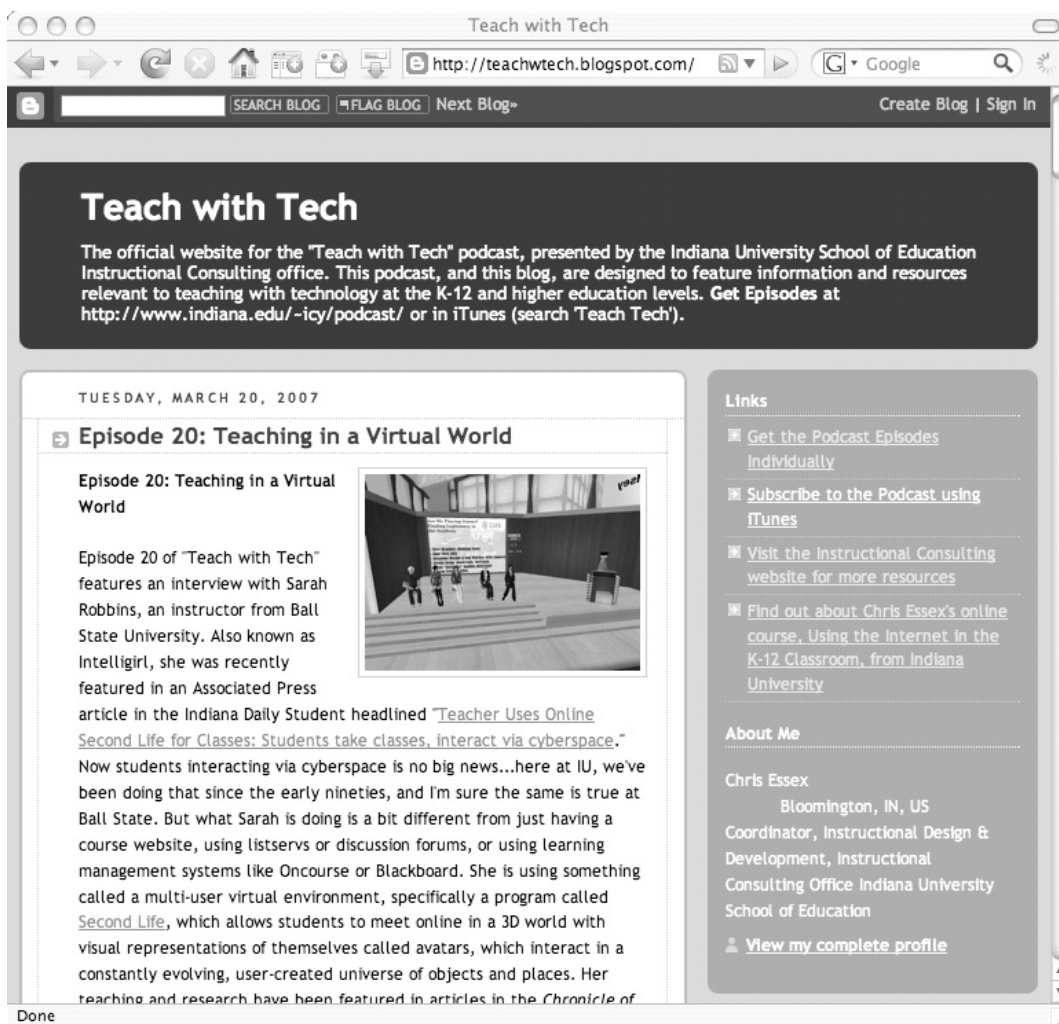 Teach with Tech
http://teachwtech.blogspot.com/
G
Google
SEARCH BLOG
FLAG BLOG
Next Blog»
Create Blog | Sign In
Teach with Tech
The official website for the "Teach with Tech" podcast, presented by the Indiana University School of Education
Instructional Consulting office. This podcast, and this blog, are designed to feature information and resources
relevant to teaching with technology at the K-12 and higher education levels. Get Episodes at
http://www.indiana.edu/~icy/podcast/ or in iTunes (search 'Teach Tech').
TUESDAY, MARCH 20, 2007
Episode 20: Teaching in a Virtual World
Episode 20: Teaching in a Virtual
World
Episode 20 of "Teach with Tech"
features an interview with Sarah
Robbins, an instructor from Ball
State University. Also known as
Intelligirl, she was recently
featured in an Associated Press
article in the Indiana Daily Student headlined "Teacher Uses Online
Second Life for Classes: Students take classes, interact via cyberspace."
Now students interacting via cyberspace is no big news...here at IU, we've
been doing that since the early nineties, and I'm sure the same is true at
Ball State. But what Sarah is doing is a bit different from just having a
course website, using listservs or discussion forums, or using learning
management systems like Oncourse or Blackboard. She is using something
called a multi-user virtual environment, specifically a program called
Second Life, which allows students to meet online in a 3D world with
visual representations of themselves called avatars, which interact in a
constantly evolving, user-created universe of objects and places. Her
teaching and research have been featured in articles in the Chronicle of
Links
Get the Podcast Episodes
Individually
Subscribe to the Podcast using
iTunes
Visit the Instructional Consulting
website for more resources
Find out about Chris Essex's online
course, Using the Internet in the
K-12 Classroom, from Indiana
University
About Me
Chris Essex
Bloomington, IN, US
Coordinator, Instructional Design &
Development, Instructional
Consulting Office Indiana University
School of Education
View my complete profile
Done